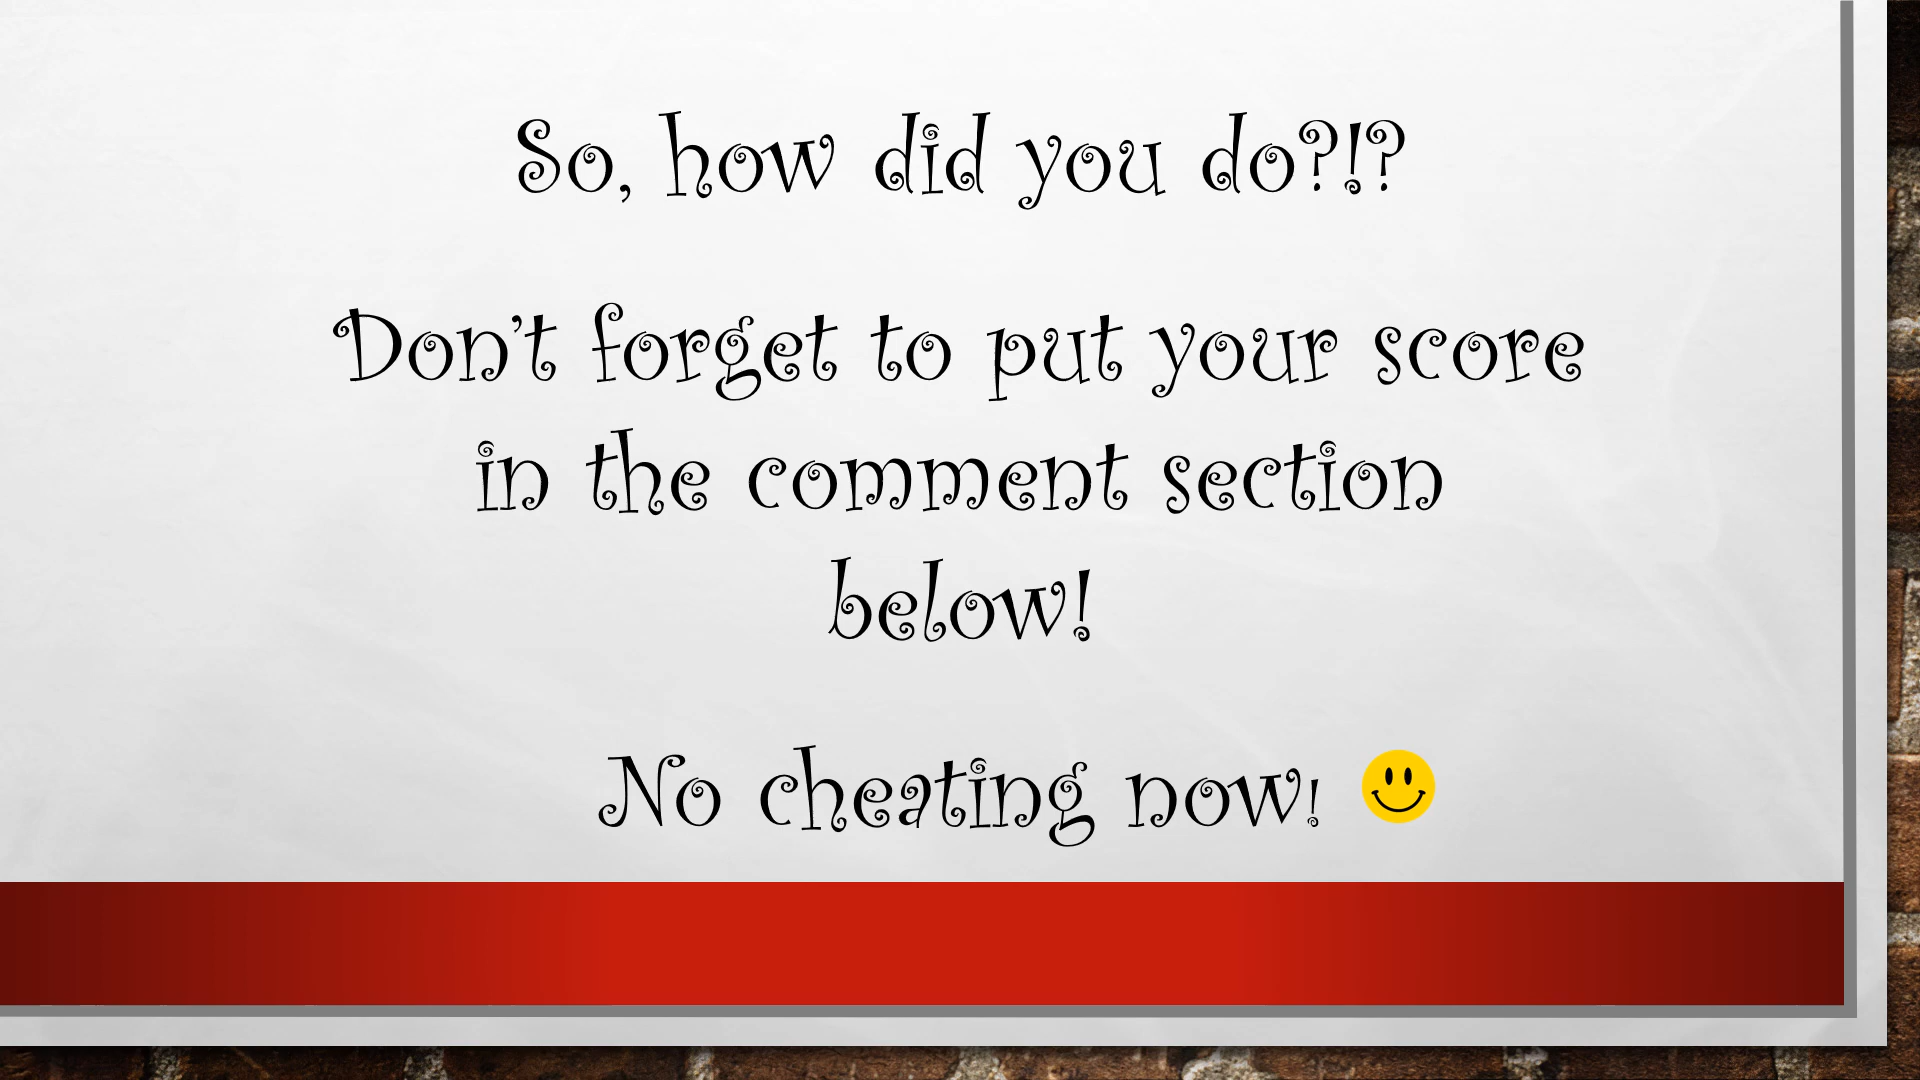 So, how did you do?!?
Don't forget to put your score
in the comment section
below!
No cheating now!